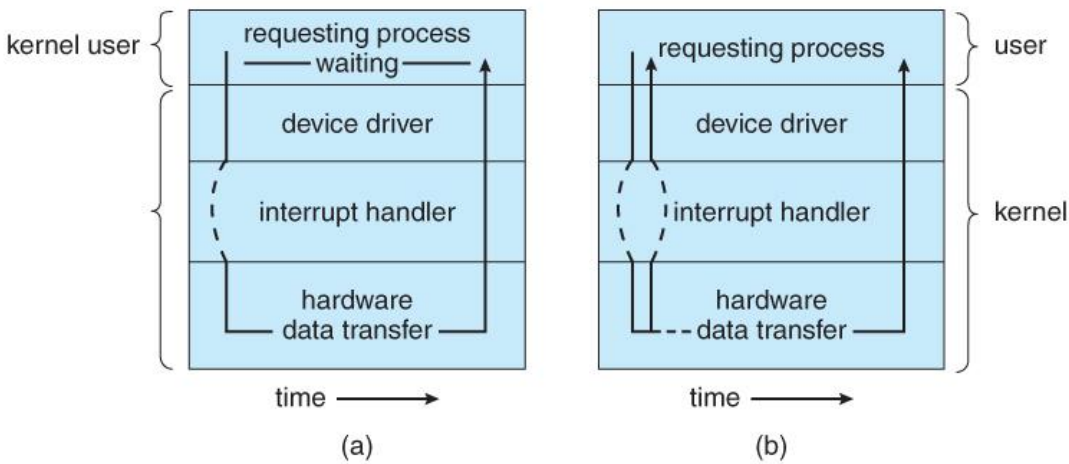 kernel user
requesting process
waiting
device driver
interrupt handler
hardware
data transfer
time
(a)
requesting process
user
device driver
interrupt handler
kernel
hardware
data transfer
time
(b)